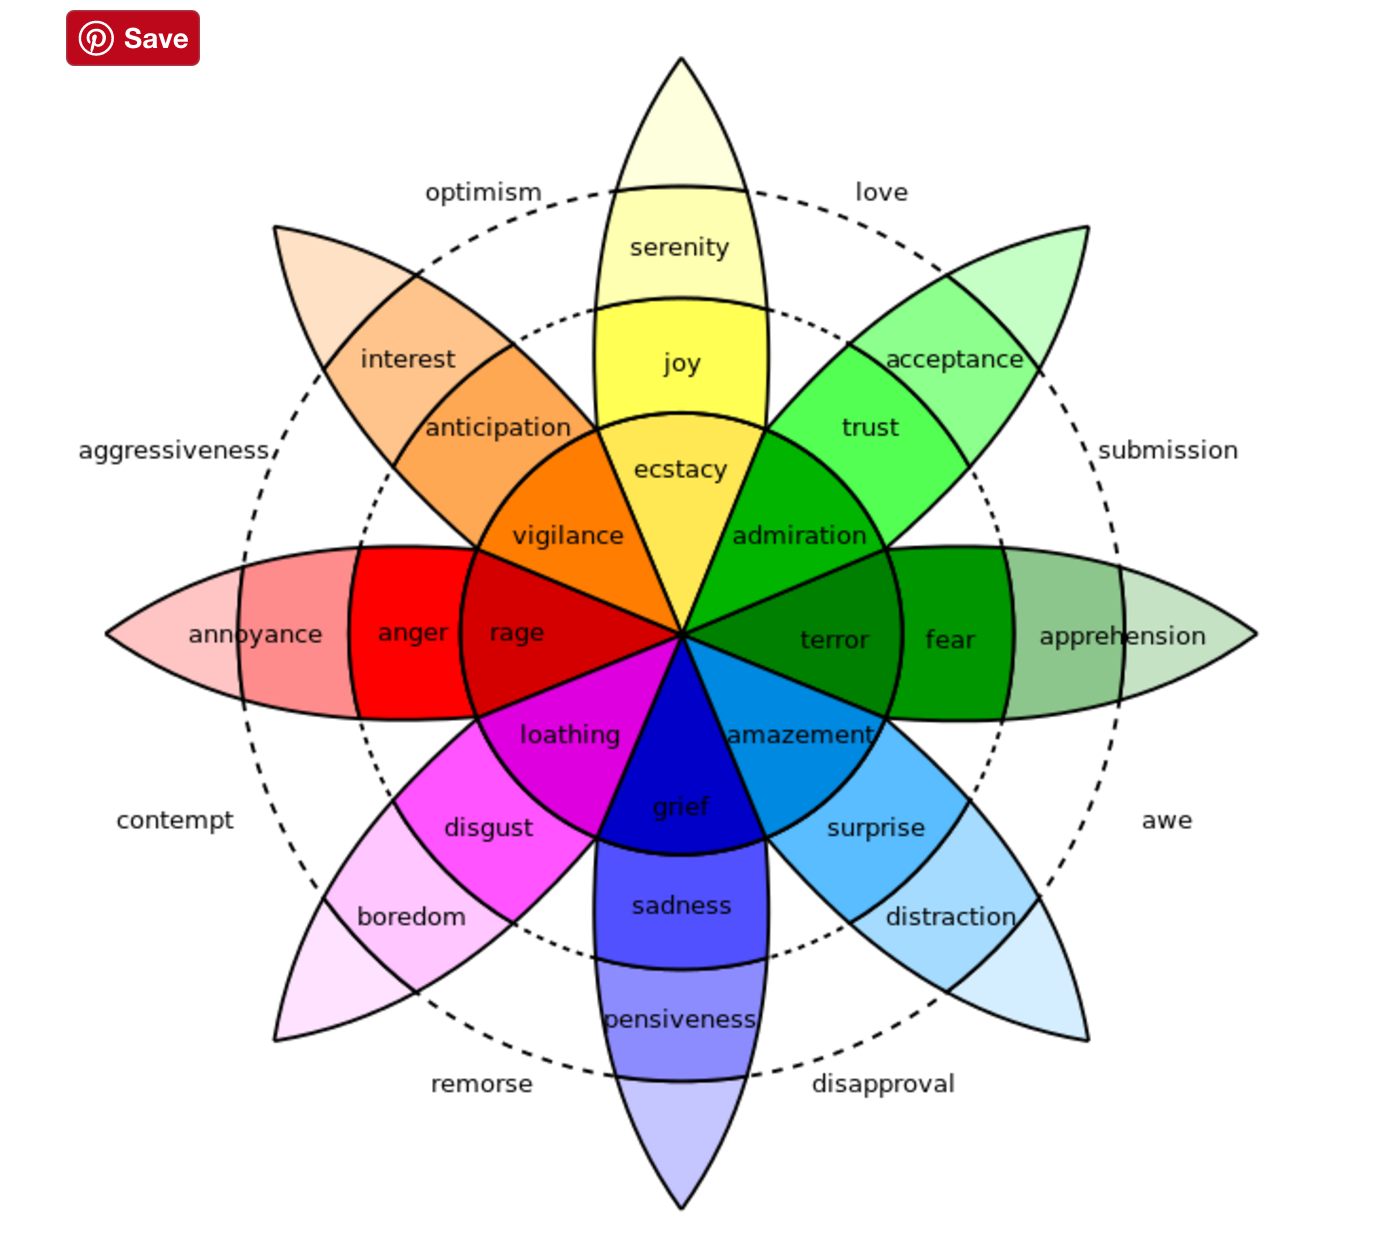 Save
optimism
love
serenity
interest
joy
acceptance
anticipation
trust
aggressiveness
submission
ecstacy
vigilance
admiration
annoyance
anger
rage
terror
fear
apprehension
loathing
amazement
grief
contempt
disgust
surprise
awe
sadness
boredom
distraction
pensiveness
remorse
disapproval